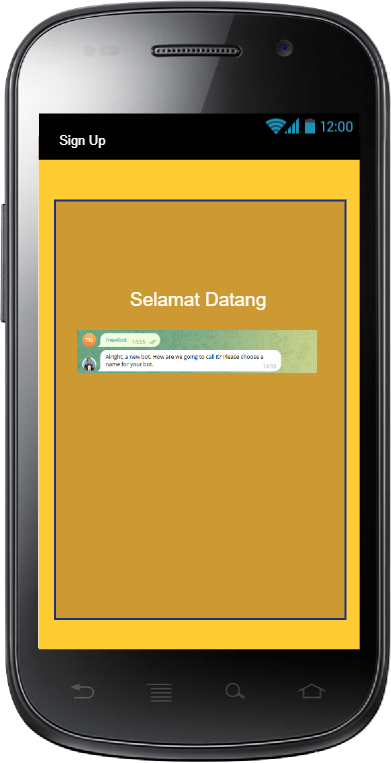 12:00
Sign Up
Selamat Datang
TN
/newbot 14:55
Alright, a new bot. How are we going to call it? Please choose a
name for your bot. 14:55